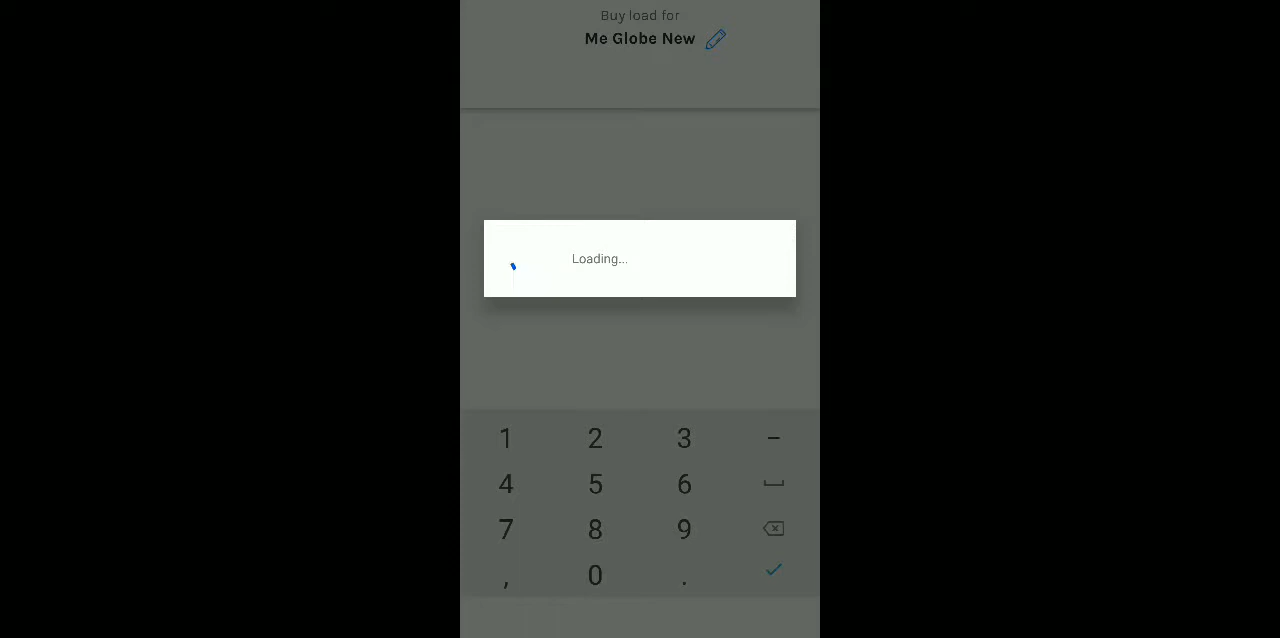 Buy load for
Me Globe New
Loading...
1 2 3 -
4 5 6
7 8 9
, 0 .